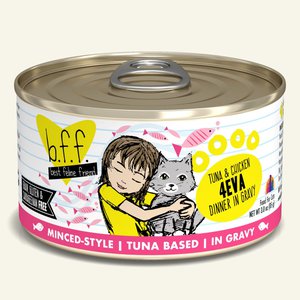 b.f.f
best feline friend
TUNA & CHICKEN
4EVA
DINNER IN GRAVY
MINCED-STYLE | TUNA BASED | IN GRAVY